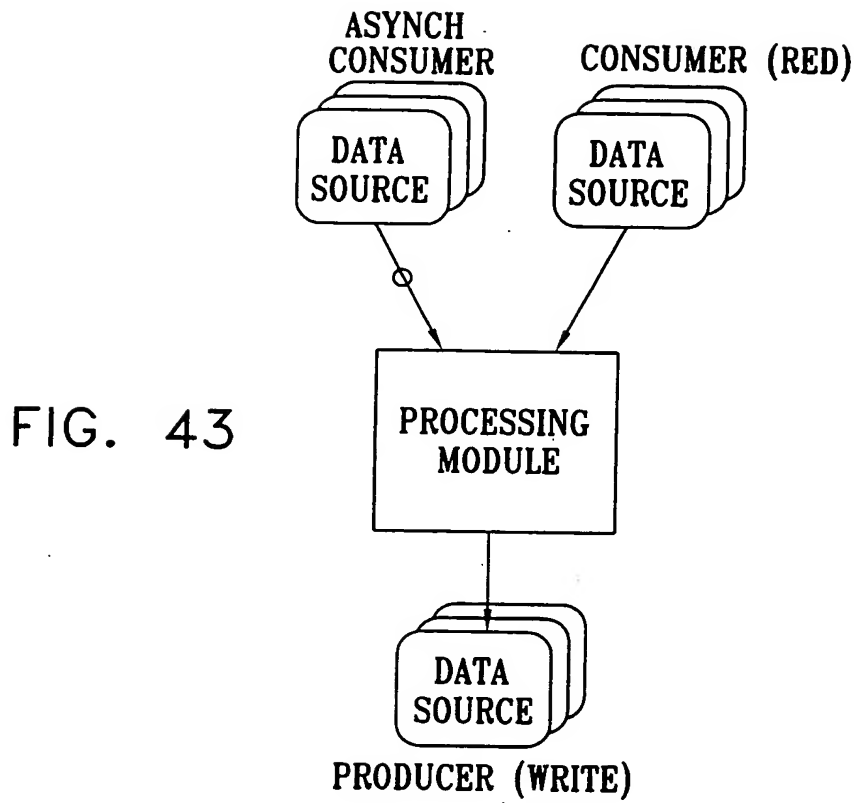 ASYNCH
CONSUMER
CONSUMER (RED)
DATA
SOURCE
DATA
SOURCE
FIG. 43
PROCESSING
MODULE
DATA
SOURCE
PRODUCER (WRITE)